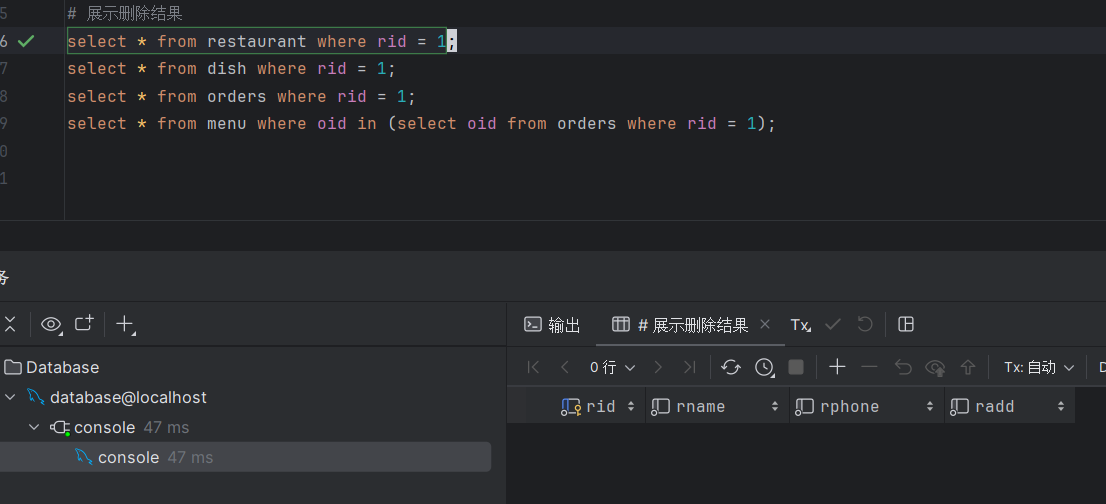 5 # 展示删除结果
6 select * from restaurant where rid = 1;
7 select * from dish where rid = 1;
8 select * from orders where rid = 1;
9 select * from menu where oid in (select oid from orders where rid = 1);
0
1
务
输出 # 展示删除结果 Tx
Database
0 行 Tx: 自动 D
database@localhost
rid rname rphone radd
console 47 ms
console 47 ms